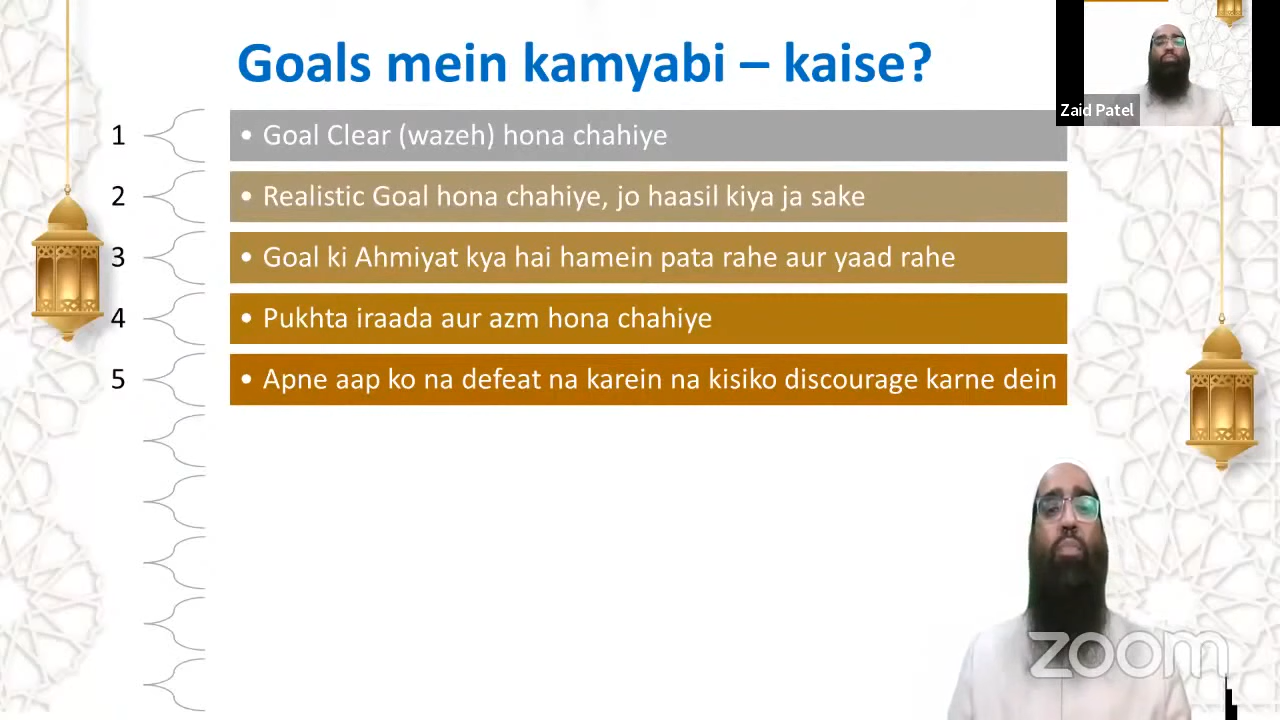 Goals mein kamyabi – kaise?
Zaid Patel
1
• Goal Clear (wazeh) hona chahiye
2
• Realistic Goal hona chahiye, jo haasil kiya ja sake
3
• Goal ki Ahmiyat kya hai hamein pata rahe aur yaad rahe
4
• Pukhta iraada aur azm hona chahiye
5
• Apne aap ko na defeat na karein na kisiko discourage karne dein
zoom